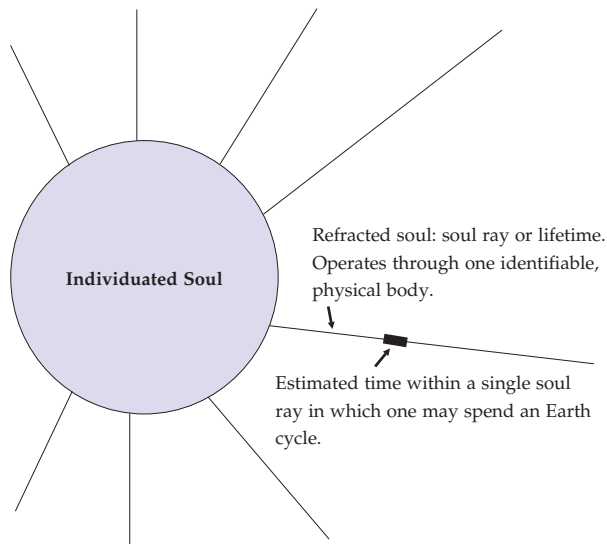 Refracted soul: soul ray or lifetime.
Operates through one identifiable,
physical body.
Individuated Soul
Estimated time within a single soul
ray in which one may spend an Earth
cycle.